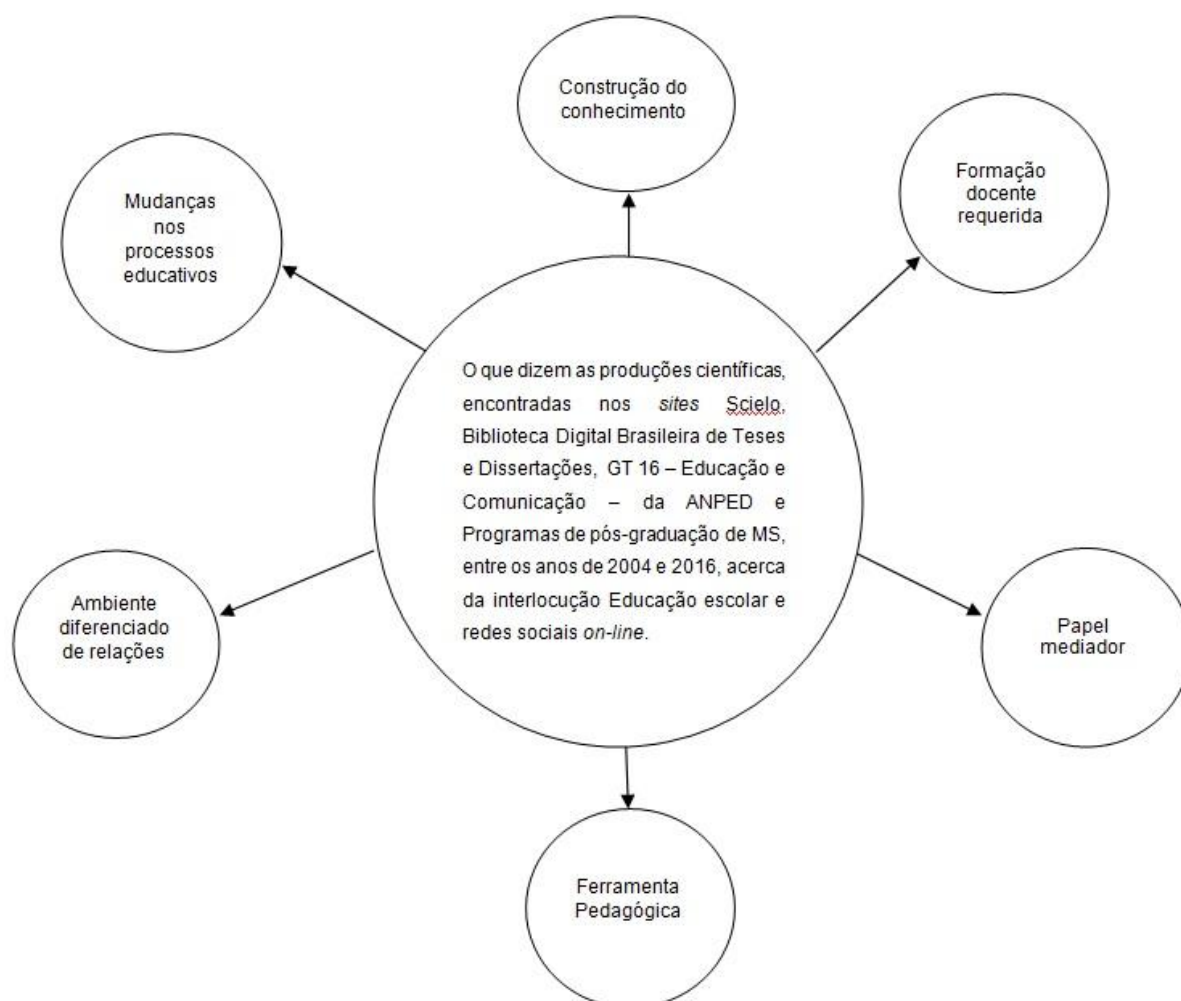 Construção do
conhecimento
Formação
docente
requerida
Mudanças
nos
processos
educativos
O que dizem as produções científicas,
encontradas nos sites Scielo,
Biblioteca Digital Brasileira de Teses
e Dissertações, GT 16 – Educação e
Comunicação – da ANPED e
Programas de pós-graduação de MS,
entre os anos de 2004 e 2016, acerca
da interlocução Educação escolar e
redes sociais on-line.
Ambiente
diferenciado
de relações
Papel
mediador
Ferramenta
Pedagógica